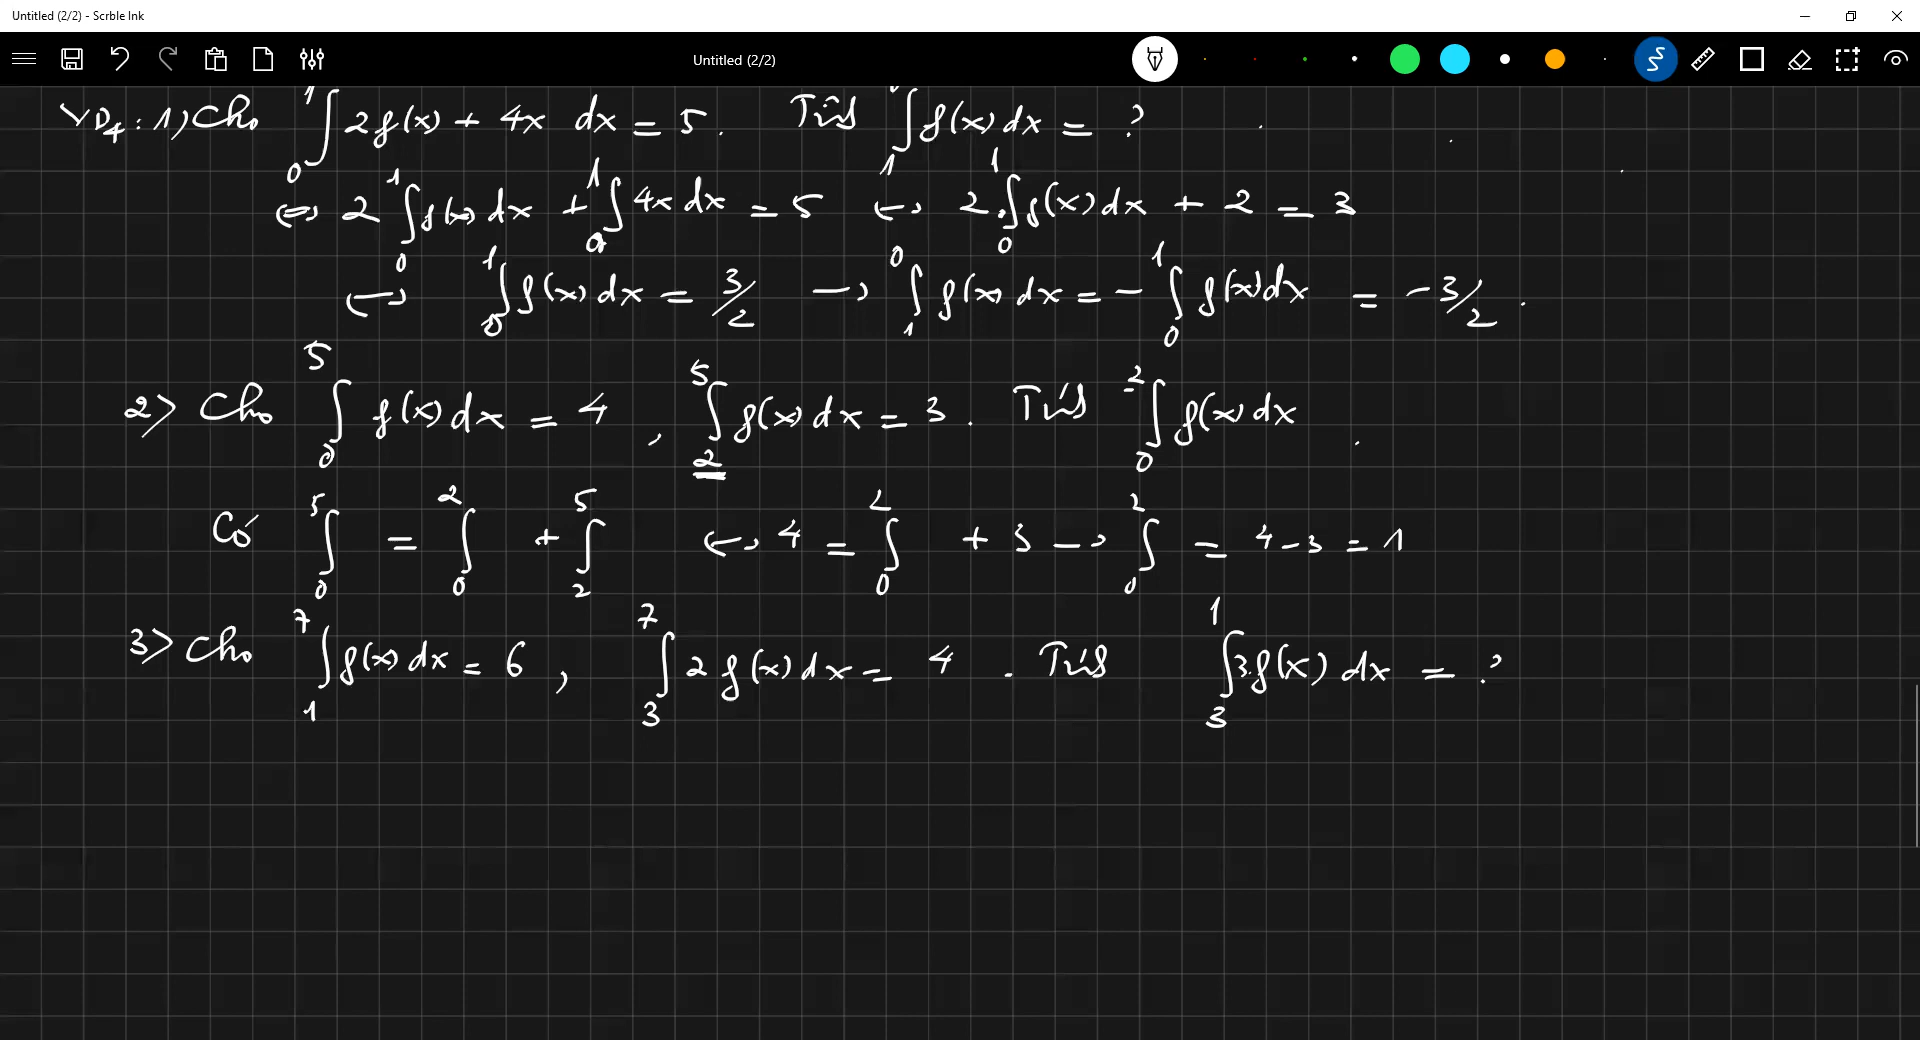 Untitled (2/2) - Scrble Ink
Untitled (2/2)
VD4: 1) Cho ∫₀¹ 2f(x) + 4x dx = 5. Tính ∫₁⁰ f(x) dx = ?
⟺ 2 ∫₀¹ f(x) dx + ∫₀¹ 4x dx = 5 ⟺ 2.∫₀¹ f(x) dx + 2 = 3
⟺ ∫₀¹ f(x) dx = 3/2 → ∫₁⁰ f(x) dx = - ∫₀¹ f(x) dx = -3/2.
2> Cho ∫₀⁵ f(x) dx = 4, ∫₂⁵ f(x) dx = 3. Tính ∫₀² f(x) dx.
Có ∫₀⁵ = ∫₀² + ∫₂⁵ ⟺ 4 = ∫₀² + 3 → ∫₀² = 4 - 3 = 1
3> Cho ∫₁⁷ f(x) dx = 6, ∫₃⁷ 2f(x) dx = 4. Tính ∫₃¹ 3.f(x) dx = ?